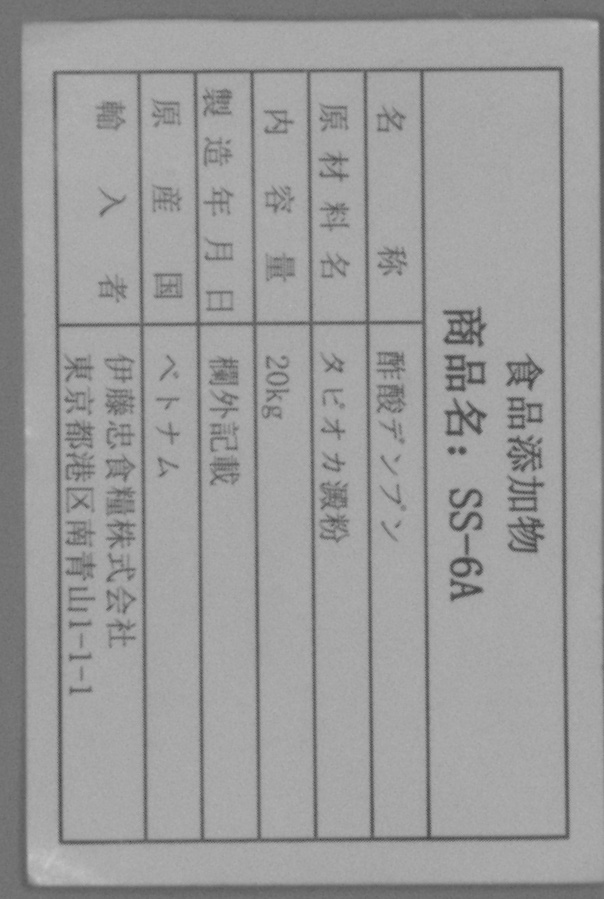 食品添加物
商品名：SS-6A
名称 酢酸デンプン
原材料名 タピオカ澱粉
内容量 20kg
製造年月日 欄外記載
原産国 ベトナム
輸入者 伊藤忠食糧株式会社
東京都港区南青山1-1-1